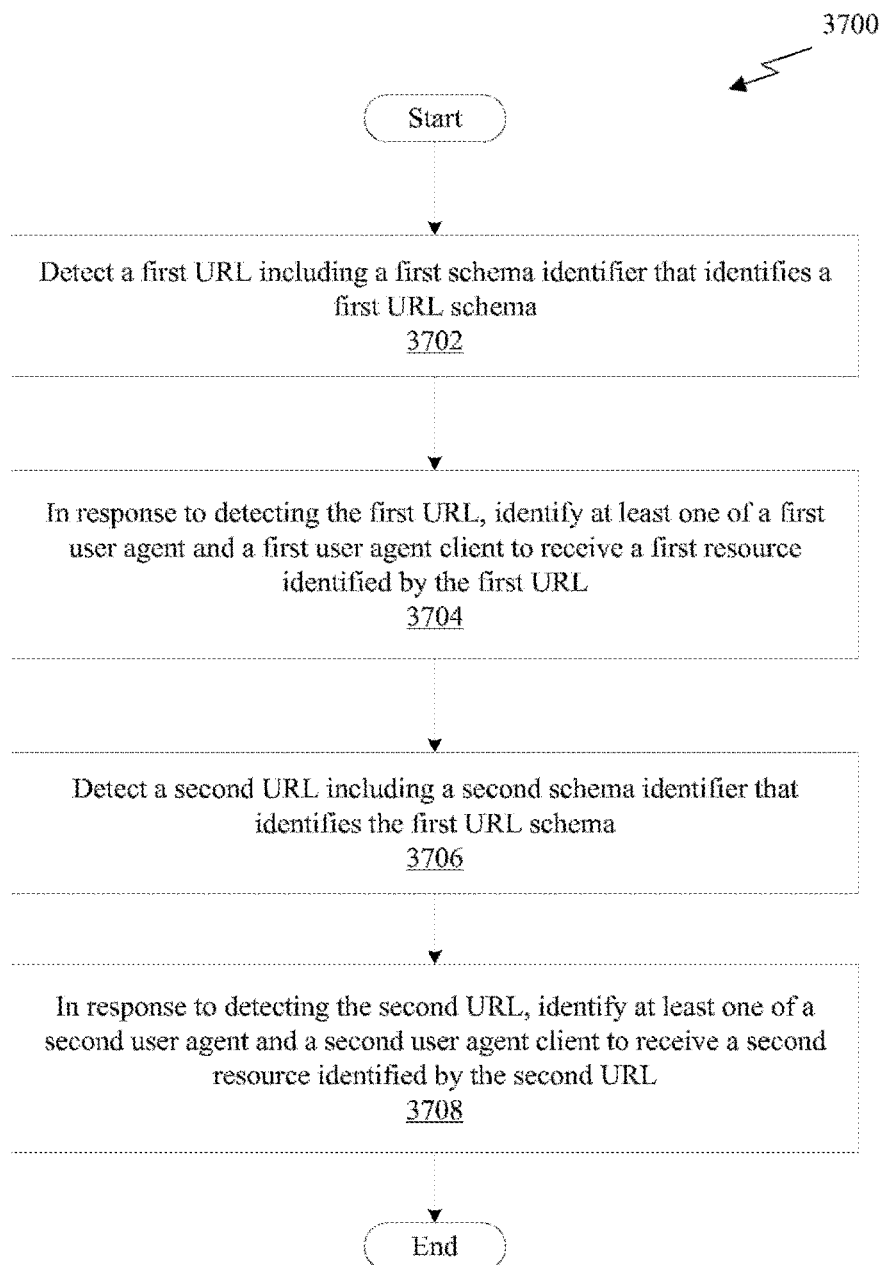 3700
Start
Detect a first URL including a first schema identifier that identifies a
first URL schema
3702
In response to detecting the first URL, identify at least one of a first
user agent and a first user agent client to receive a first resource
identified by the first URL
3704
Detect a second URL including a second schema identifier that
identifies the first URL schema
3706
In response to detecting the second URL, identify at least one of a
second user agent and a second user agent client to receive a second
resource identified by the second URL
3708
End